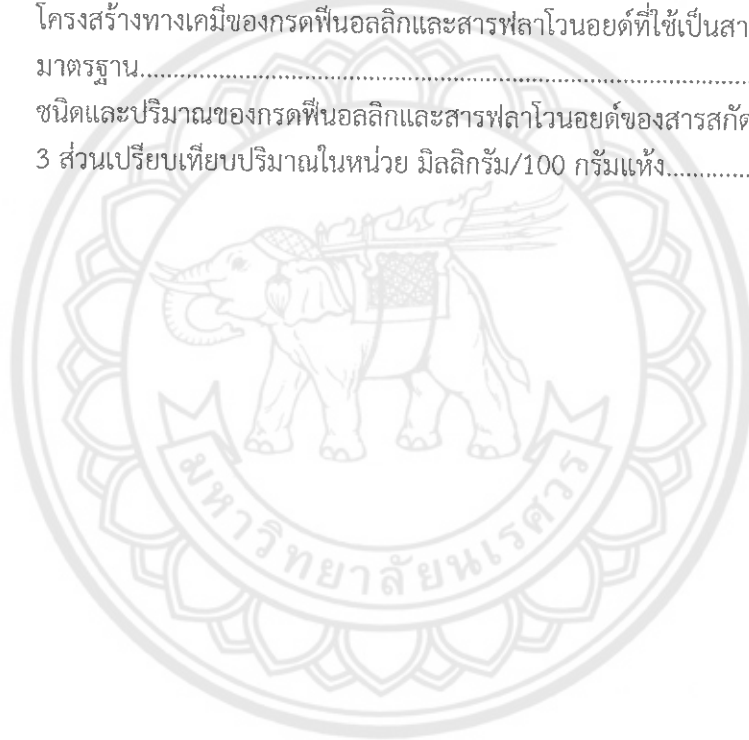 โครงสร้างทางเคมีของกรดฟีนอลลิกและสารฟลาโวนอยด์ที่ใช้เป็นสา
มาตรฐาน......................................................................................
ชนิดและปริมาณของกรดฟีนอลลิกและสารฟลาโวนอยด์ของสารสกัด
3 ส่วนเปรียบเทียบปริมาณในหน่วย มิลลิกรัม/100 กรัมแห้ง.............
มหาวิทยาลัยนเรศวร